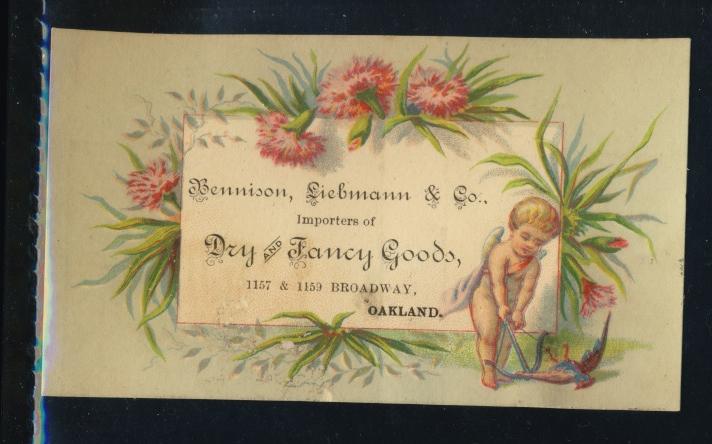 Bennison, Liebmann & Co.,
Importers of
Dry AND Fancy Goods,
1157 & 1159 BROADWAY,
OAKLAND.